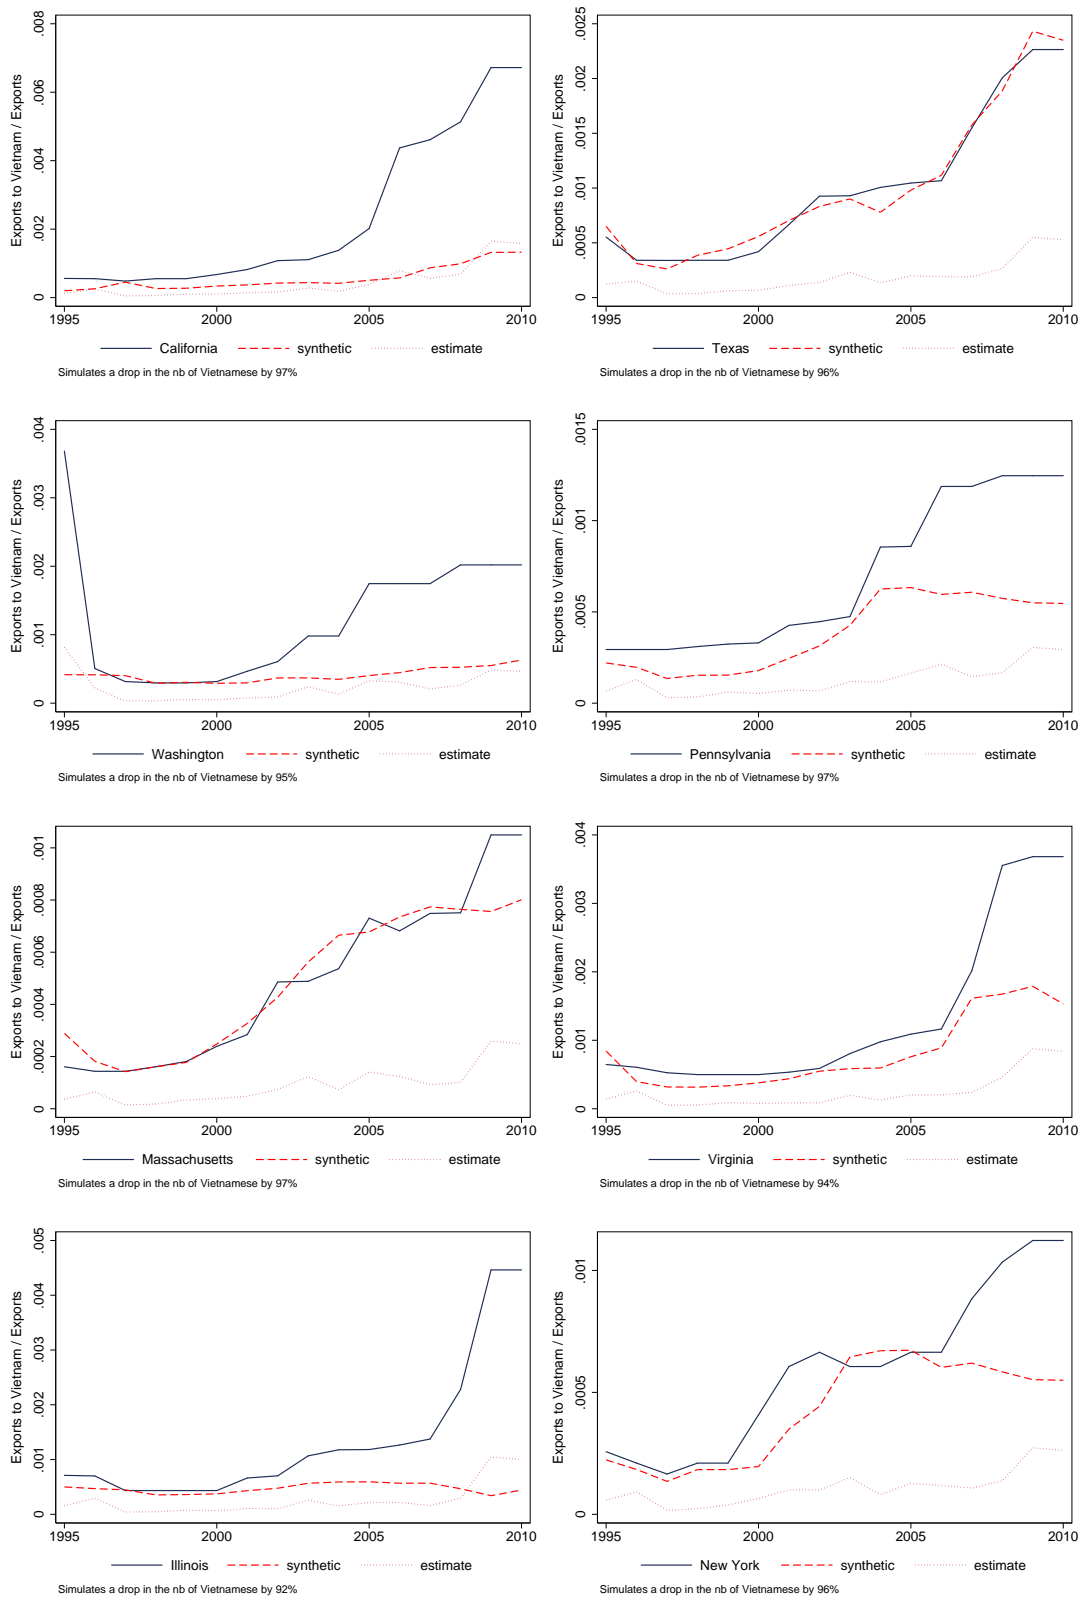 Exports to Vietnam / Exports
.008
.006
.004
.002
0
1995 2000 2005 2010
California synthetic estimate
Simulates a drop in the nb of Vietnamese by 97%
Exports to Vietnam / Exports
.0025
.002
.0015
.001
.0005
0
1995 2000 2005 2010
Texas synthetic estimate
Simulates a drop in the nb of Vietnamese by 96%
Exports to Vietnam / Exports
.004
.003
.002
.001
0
1995 2000 2005 2010
Washington synthetic estimate
Simulates a drop in the nb of Vietnamese by 95%
Exports to Vietnam / Exports
.0015
.001
.0005
0
1995 2000 2005 2010
Pennsylvania synthetic estimate
Simulates a drop in the nb of Vietnamese by 97%
Exports to Vietnam / Exports
.001
.0008
.0006
.0004
.0002
0
1995 2000 2005 2010
Massachusetts synthetic estimate
Simulates a drop in the nb of Vietnamese by 97%
Exports to Vietnam / Exports
.004
.003
.002
.001
0
1995 2000 2005 2010
Virginia synthetic estimate
Simulates a drop in the nb of Vietnamese by 94%
Exports to Vietnam / Exports
.005
.004
.003
.002
.001
0
1995 2000 2005 2010
Illinois synthetic estimate
Simulates a drop in the nb of Vietnamese by 92%
Exports to Vietnam / Exports
.001
.0005
0
1995 2000 2005 2010
New York synthetic estimate
Simulates a drop in the nb of Vietnamese by 96%